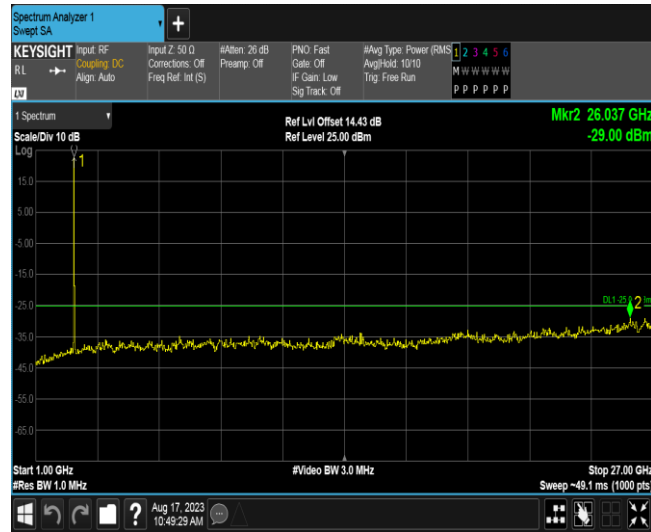 Spectrum Analyzer 1
Swept SA
+
KEYSIGHT Input: RF Input Z: 50 Ω #Atten: 26 dB PNO: Fast #Avg Type: Power (RMS 1 2 3 4 5 6
RL Coupling: DC Corrections: Off Preamp: Off Gate: Off Avg|Hold: 10/10 M W W W W W
Align: Auto Freq Ref: Int (S) IF Gain: Low Trig: Free Run
LXI Sig Track: Off P P P P P P
1 Spectrum Ref Lvl Offset 14.43 dB Mkr2 26.037 GHz
Scale/Div 10 dB Ref Level 25.00 dBm -29.00 dBm
Log
1
15.0
5.00
-5.00
-15.0
DL1 -25.0 2
-25.0
-35.0
-45.0
-55.0
-65.0
Start 1.00 GHz #Video BW 3.0 MHz Stop 27.00 GHz
#Res BW 1.0 MHz Sweep ~49.1 ms (1000 pts)
? Aug 17, 2023
10:49:29 AM